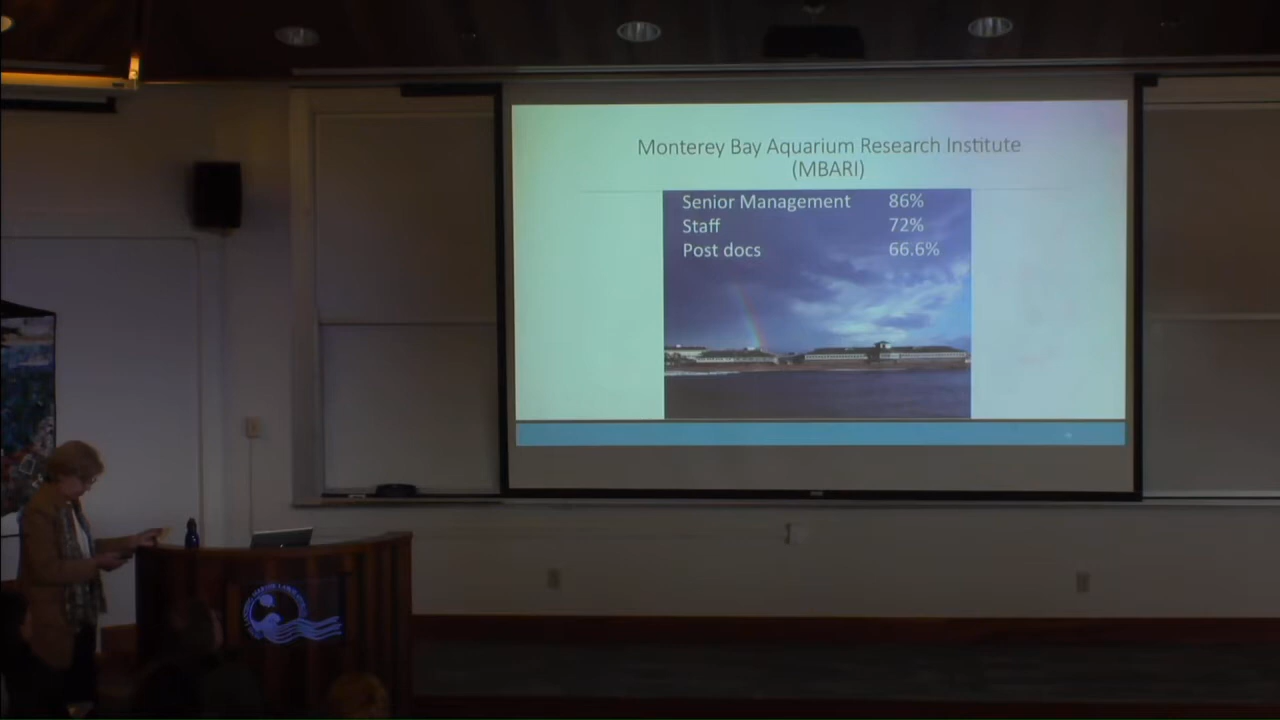 Monterey Bay Aquarium Research Institute
(MBARI)
Senior Management 86%
Staff 72%
Post docs 66.6%